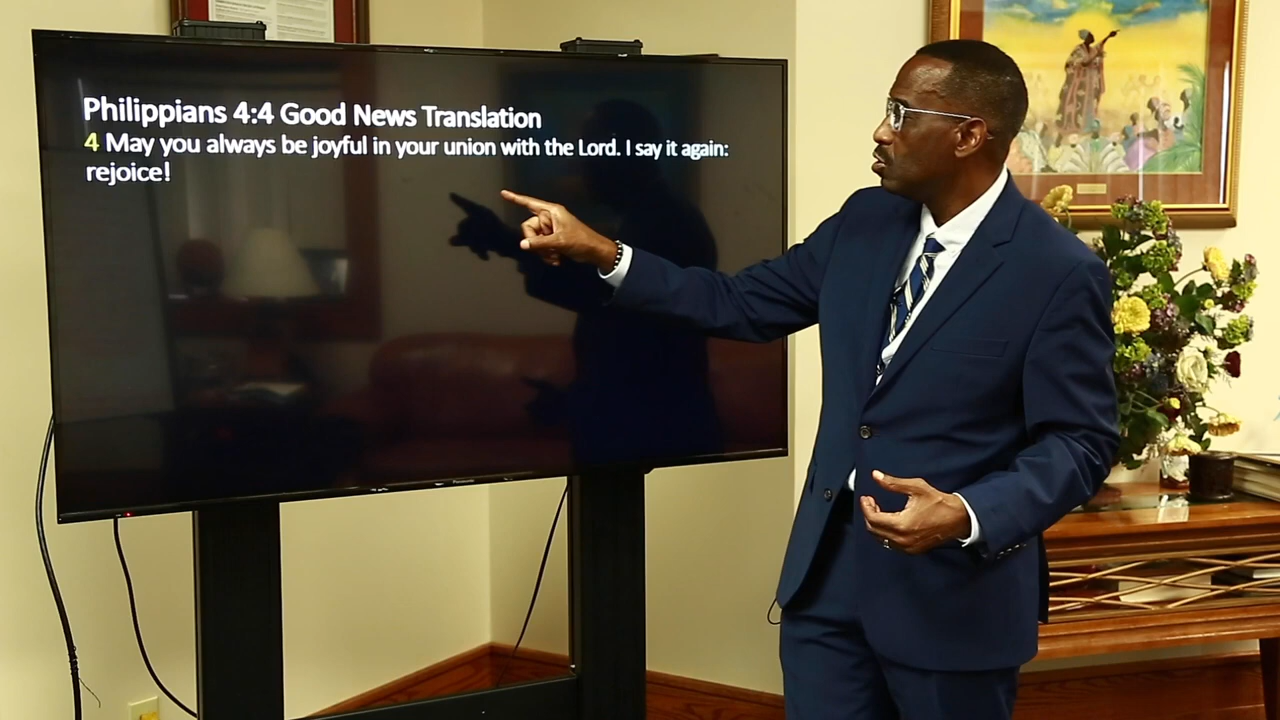 Philippians 4:4 Good News Translation
4 May you always be joyful in your union with the Lord. I say it again:
rejoice!
Panasonic